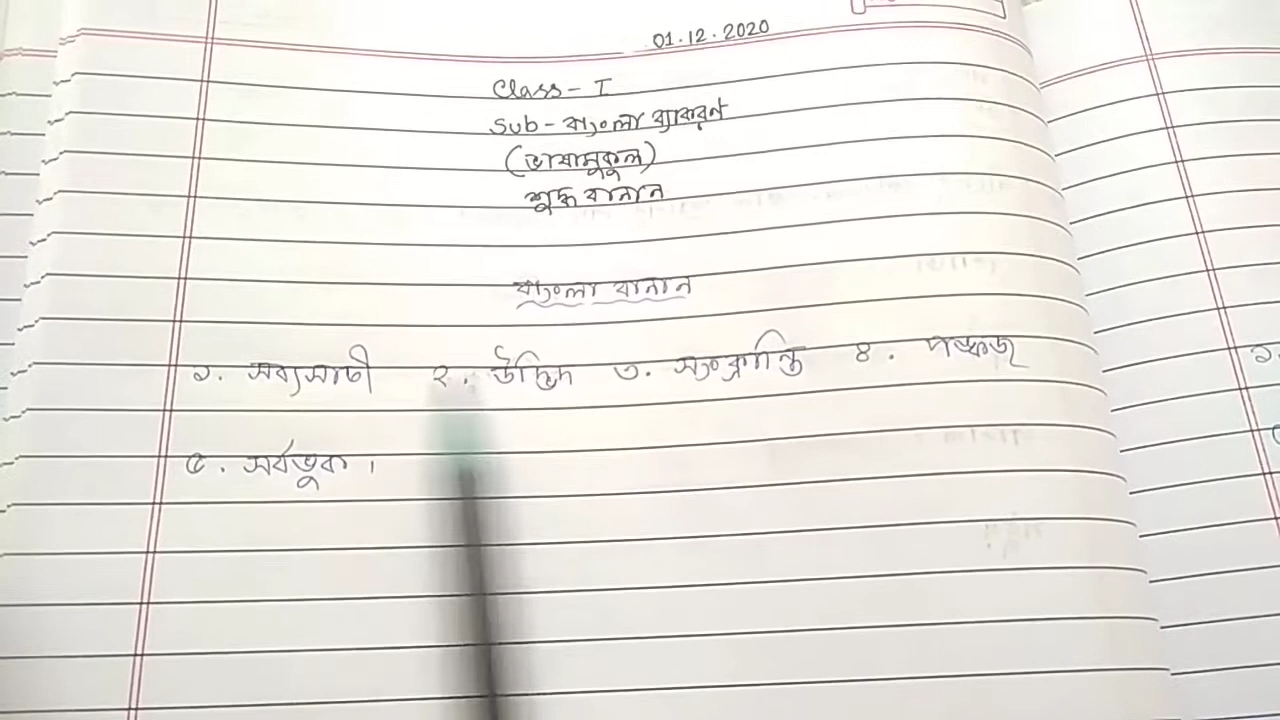 01.12.2020
Class - I
Sub - বাংলা ব্যাকরণ
(ভাষামুকুল)
শুদ্ধ বানান
বাংলা বানান
১. সব্যসাচী ২. উদ্ভিদ ৩. সংক্রান্তি ৪. পঙ্কজ
৫. সর্বভুক।